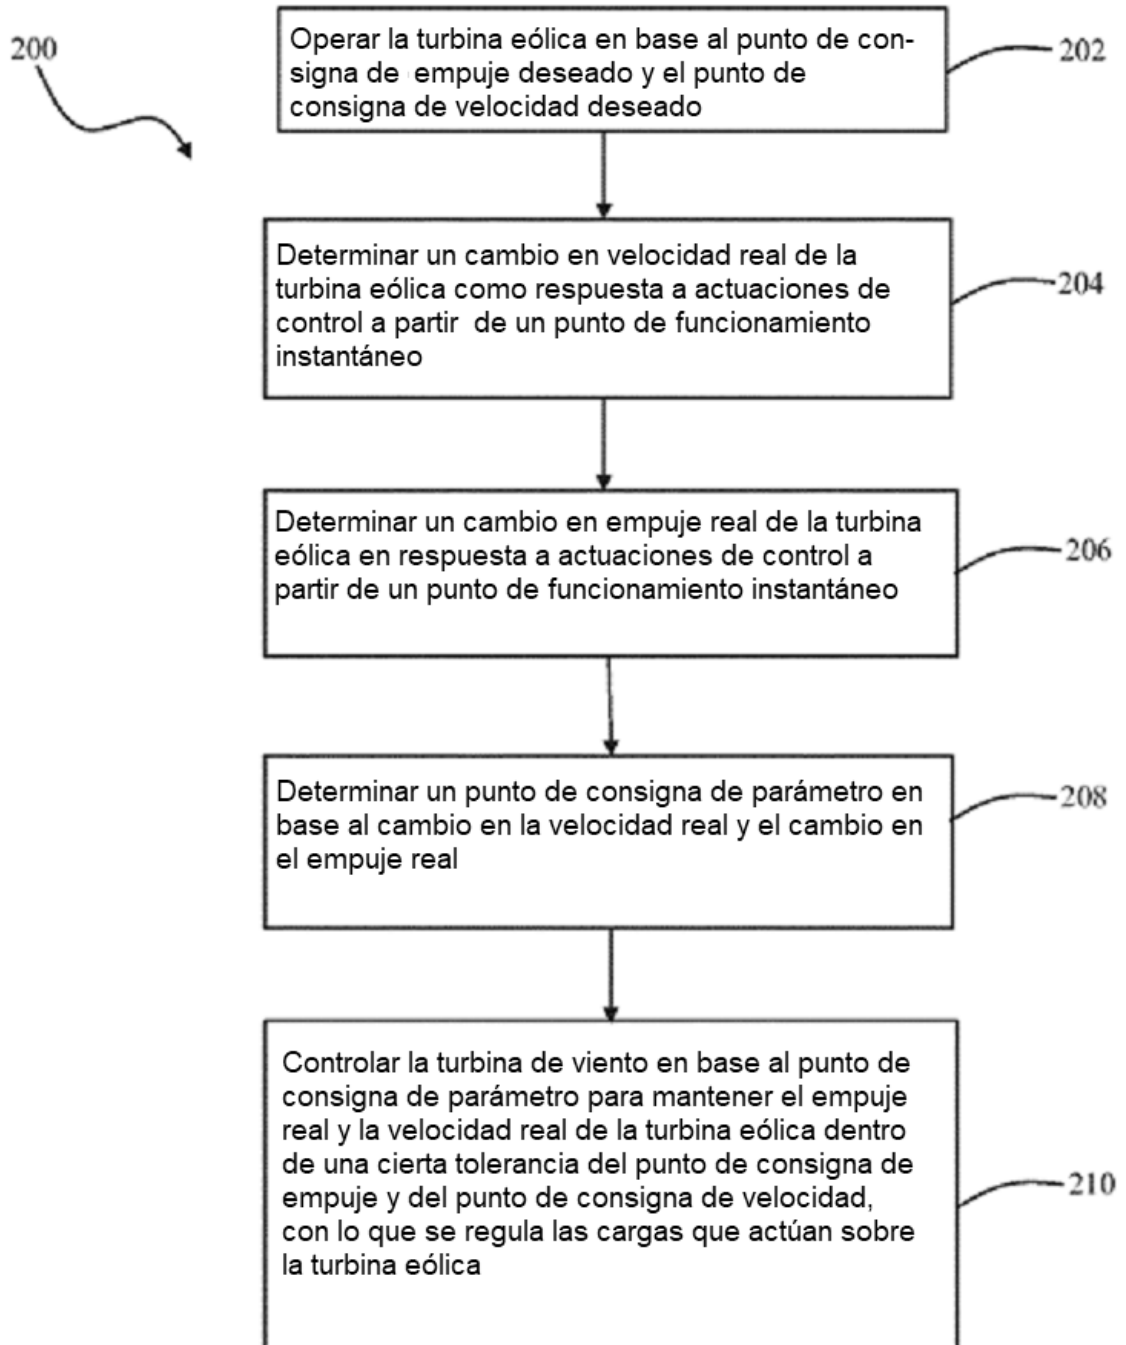 200
Operar la turbina eólica en base al punto de con-
signa de empuje deseado y el punto de
consigna de velocidad deseado
202
Determinar un cambio en velocidad real de la
turbina eólica como respuesta a actuaciones de
control a partir de un punto de funcionamiento
instantáneo
204
Determinar un cambio en empuje real de la turbina
eólica en respuesta a actuaciones de control a
partir de un punto de funcionamiento instantáneo
206
Determinar un punto de consigna de parámetro en
base al cambio en la velocidad real y el cambio en
el empuje real
208
Controlar la turbina de viento en base al punto de
consigna de parámetro para mantener el empuje
real y la velocidad real de la turbina eólica dentro
de una cierta tolerancia del punto de consigna de
empuje y del punto de consigna de velocidad,
con lo que se regula las cargas que actúan sobre
la turbina eólica
210